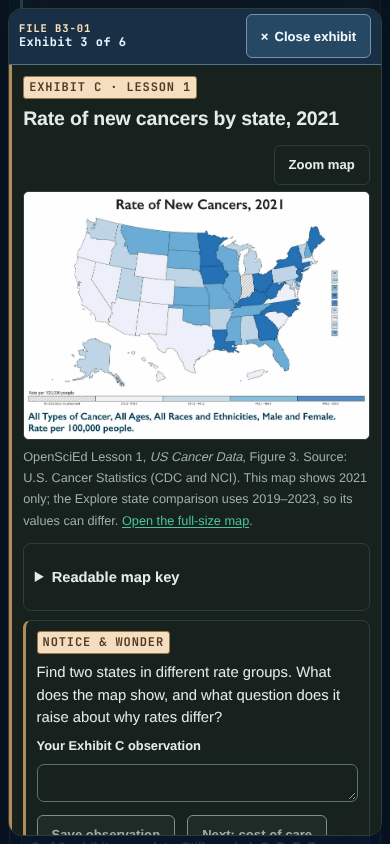 FILE B3-01
Exhibit 3 of 6
× Close exhibit
EXHIBIT C · LESSON 1
Rate of new cancers by state, 2021
Zoom map
Rate of New Cancers, 2021
Rate per 100,000 people
All Types of Cancer, All Ages, All Races and Ethnicities, Male and Female.
Rate per 100,000 people.
OpenSciEd Lesson 1, US Cancer Data, Figure 3. Source:
U.S. Cancer Statistics (CDC and NCI). This map shows 2021
only; the Explore state comparison uses 2019–2023, so its
values can differ. Open the full-size map.
▶ Readable map key
NOTICE & WONDER
Find two states in different rate groups. What
does the map show, and what question does it
raise about why rates differ?
Your Exhibit C observation
Save observation
Next: cost of care